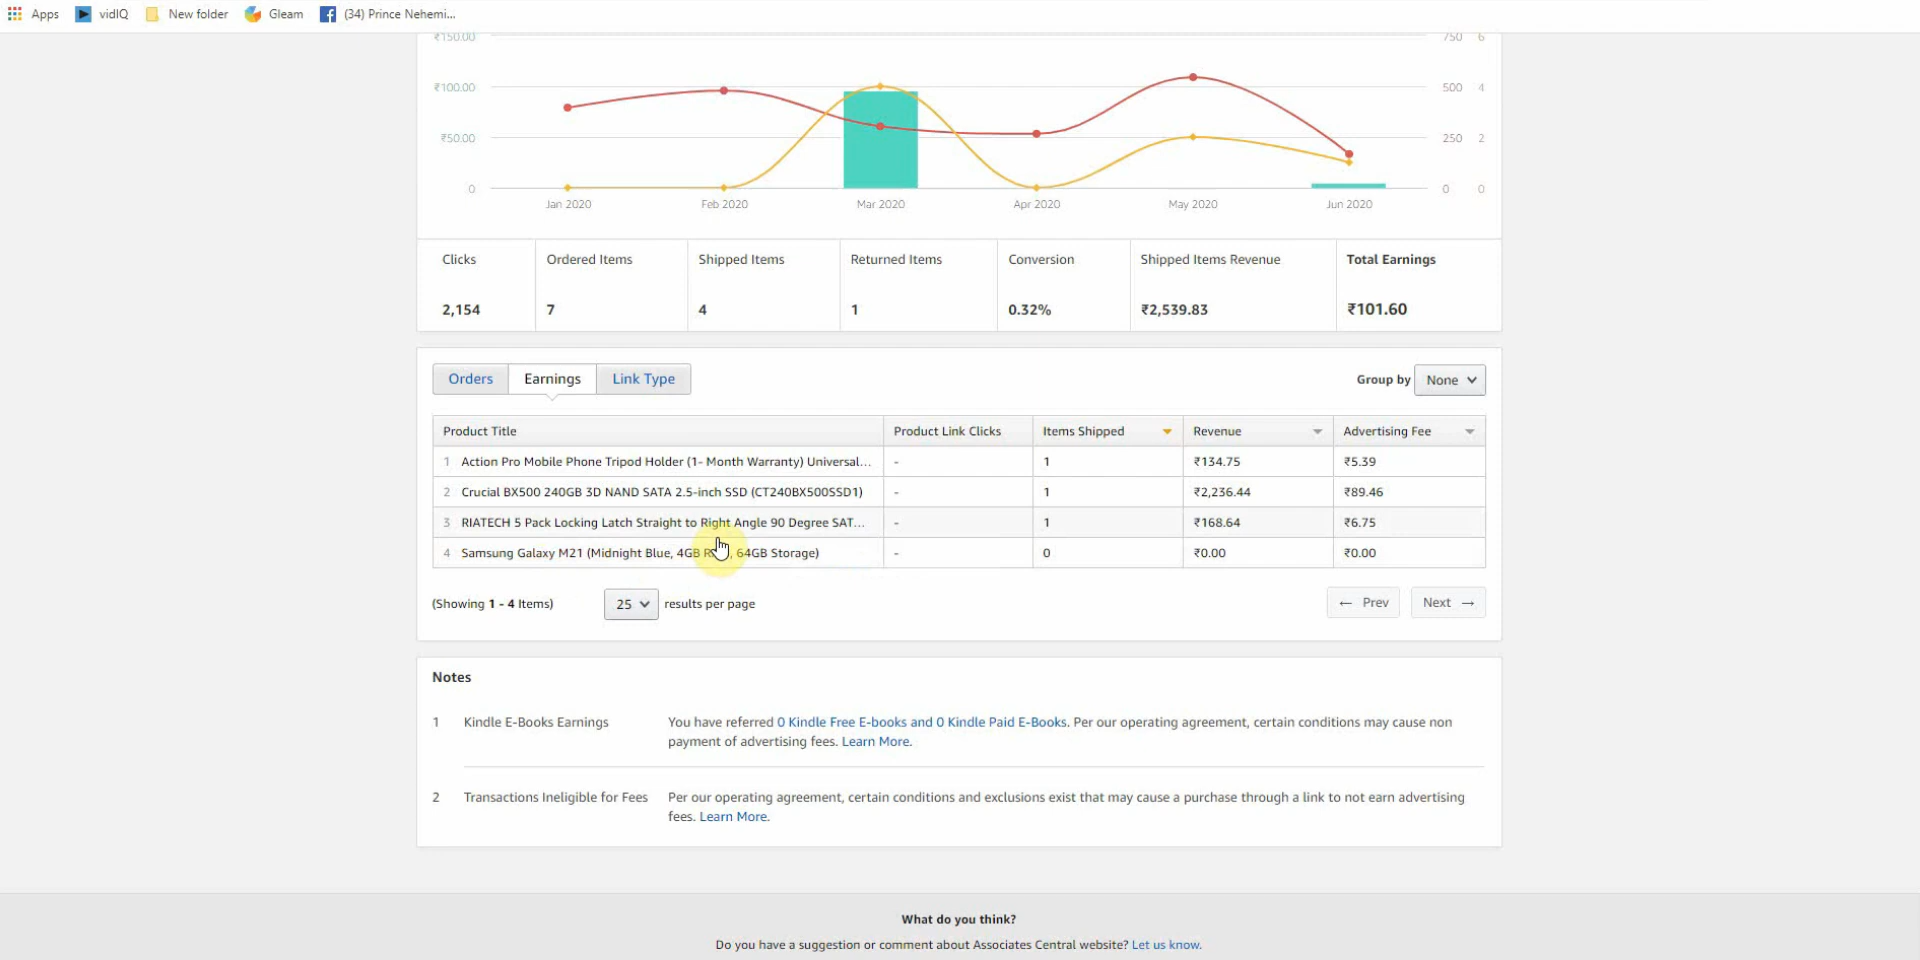 Apps vidIQ New folder Gleam (34) Prince Nehemi...
₹150.00 750 6
₹100.00 500 4
₹50.00 250 2
0 0 0
Jan 2020 Feb 2020 Mar 2020 Apr 2020 May 2020 Jun 2020
Clicks Ordered Items Shipped Items Returned Items Conversion Shipped Items Revenue Total Earnings
2,154 7 4 1 0.32% ₹2,539.83 ₹101.60
Orders Earnings Link Type Group by None
Product Title Product Link Clicks Items Shipped Revenue Advertising Fee
1 Action Pro Mobile Phone Tripod Holder (1- Month Warranty) Universal... - 1 ₹134.75 ₹5.39
2 Crucial BX500 240GB 3D NAND SATA 2.5-inch SSD (CT240BX500SSD1) - 1 ₹2,236.44 ₹89.46
3 RIATECH 5 Pack Locking Latch Straight to Right Angle 90 Degree SAT... - 1 ₹168.64 ₹6.75
4 Samsung Galaxy M21 (Midnight Blue, 4GB , 64GB Storage) - 0 ₹0.00 ₹0.00
(Showing 1 - 4 Items) 25 results per page ← Prev Next →
Notes
1 Kindle E-Books Earnings You have referred 0 Kindle Free E-books and 0 Kindle Paid E-Books. Per our operating agreement, certain conditions may cause non
payment of advertising fees. Learn More.
2 Transactions Ineligible for Fees Per our operating agreement, certain conditions and exclusions exist that may cause a purchase through a link to not earn advertising
fees. Learn More.
What do you think?
Do you have a suggestion or comment about Associates Central website? Let us know.